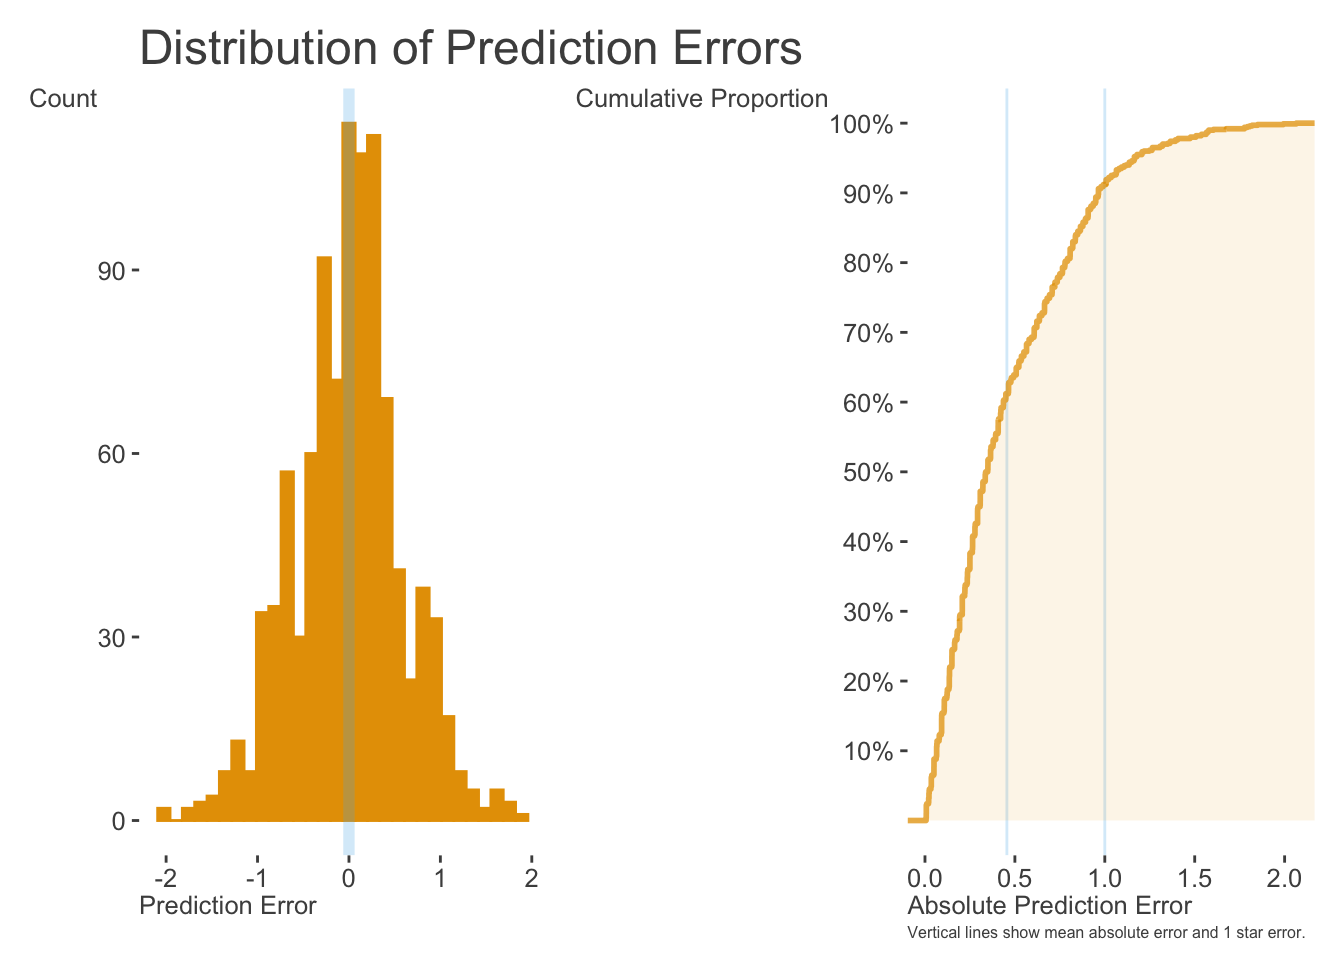 Distribution of Prediction Errors
Count
90
60
30
0
-2 -1 0 1 2
Prediction Error
Cumulative Proportion
100%
90%
80%
70%
60%
50%
40%
30%
20%
10%
0.0 0.5 1.0 1.5 2.0
Absolute Prediction Error
Vertical lines show mean absolute error and 1 star error.